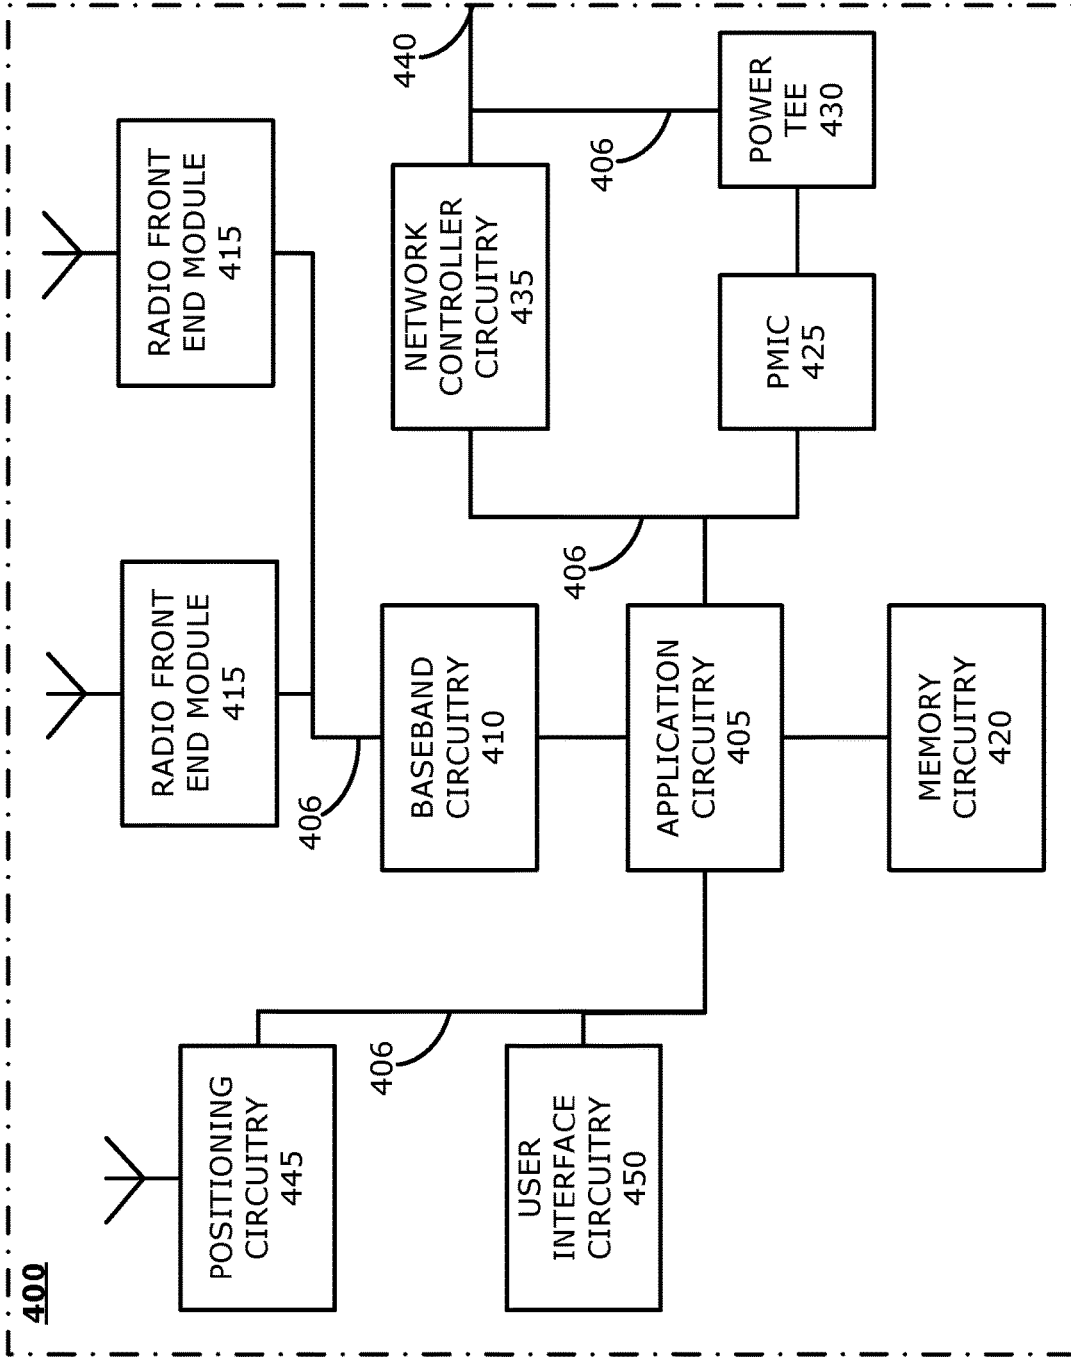 400
RADIO FRONT
END MODULE
415
RADIO FRONT
END MODULE
415
440
POSITIONING
CIRCUITRY
445
406
406
BASEBAND
CIRCUITRY
410
NETWORK
CONTROLLER
CIRCUITRY
435
406
USER
INTERFACE
CIRCUITRY
450
406
APPLICATION
CIRCUITRY
405
PMIC
425
POWER
TEE
430
MEMORY
CIRCUITRY
420